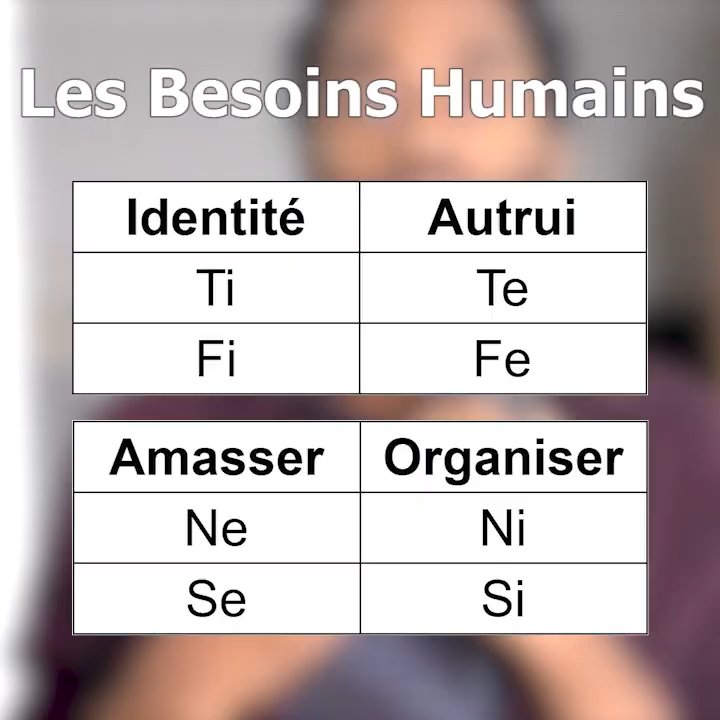 Les Besoins Humains
Identité Autrui
Ti Te
Fi Fe
Amasser Organiser
Ne Ni
Se Si